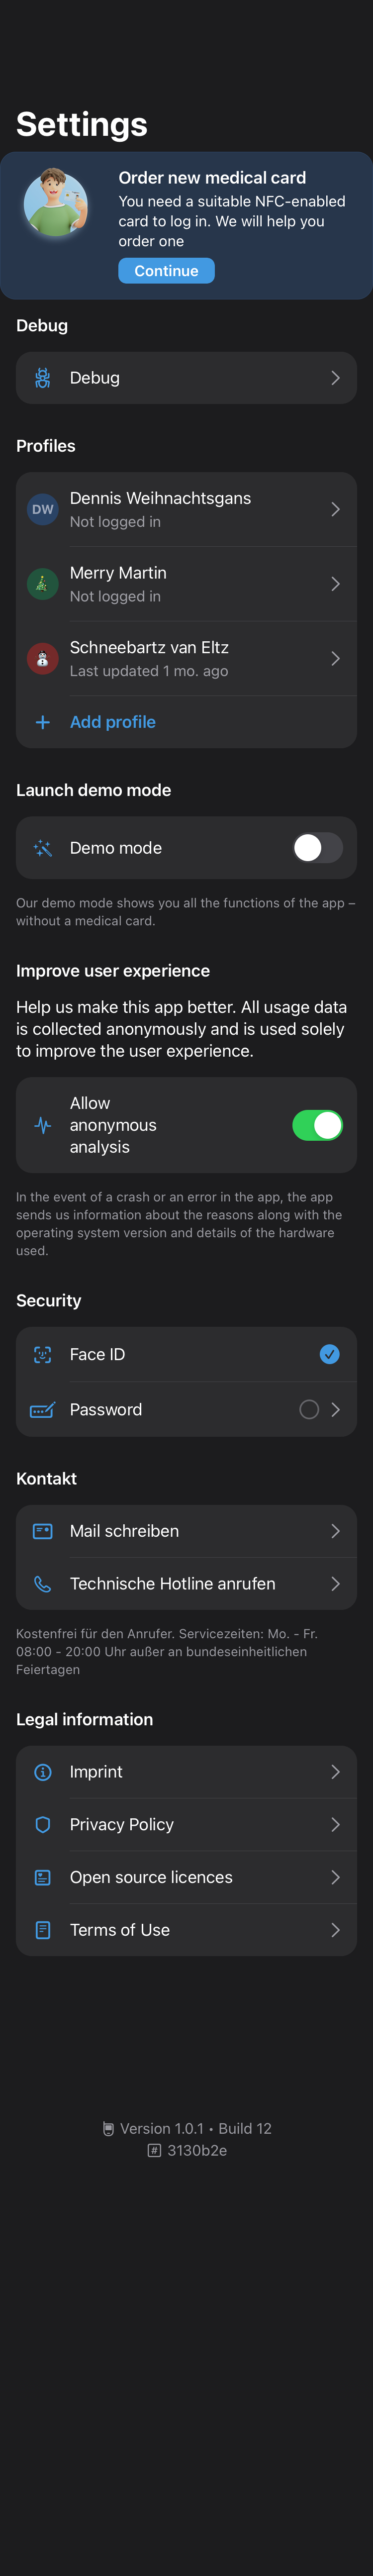 Settings
Order new medical card
You need a suitable NFC-enabled
card to log in. We will help you
order one
Continue
Debug
Debug
Profiles
DW
Dennis Weihnachtsgans
Not logged in
Merry Martin
Not logged in
Schneebartz van Eltz
Last updated 1 mo. ago
Add profile
Launch demo mode
Demo mode
Our demo mode shows you all the functions of the app –
without a medical card.
Improve user experience
Help us make this app better. All usage data
is collected anonymously and is used solely
to improve the user experience.
Allow
anonymous
analysis
In the event of a crash or an error in the app, the app
sends us information about the reasons along with the
operating system version and details of the hardware
used.
Security
Face ID
Password
Kontakt
Mail schreiben
Technische Hotline anrufen
Kostenfrei für den Anrufer. Servicezeiten: Mo. - Fr.
08:00 - 20:00 Uhr außer an bundeseinheitlichen
Feiertagen
Legal information
Imprint
Privacy Policy
Open source licences
Terms of Use
Version 1.0.1 • Build 12
# 3130b2e